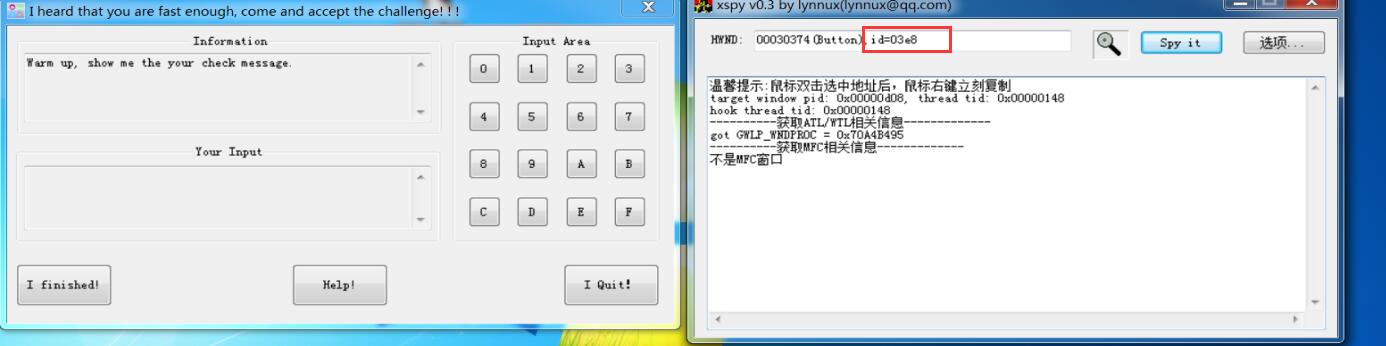 I heard that you are fast enough, come and accept the challenge! ! !
Information
Warm up, show me the your check message.
Your Input
Input Area
0 1 2 3
4 5 6 7
8 9 A B
C D E F
I finished!
Help!
I Quit!
xspy v0.3 by lynnux(lynnux@qq.com)
HWND: 00030374(Button),id=03e8
Spy it
选项...
温馨提示:鼠标双击选中地址后，鼠标右键立刻复制
target window pid: 0x00000d08, thread tid: 0x00000148
hook thread tid: 0x00000148
----------获取ATL/WTL相关信息-------------
got GWLP_WNDPROC = 0x70A4B495
----------获取MFC相关信息-------------
不是MFC窗口